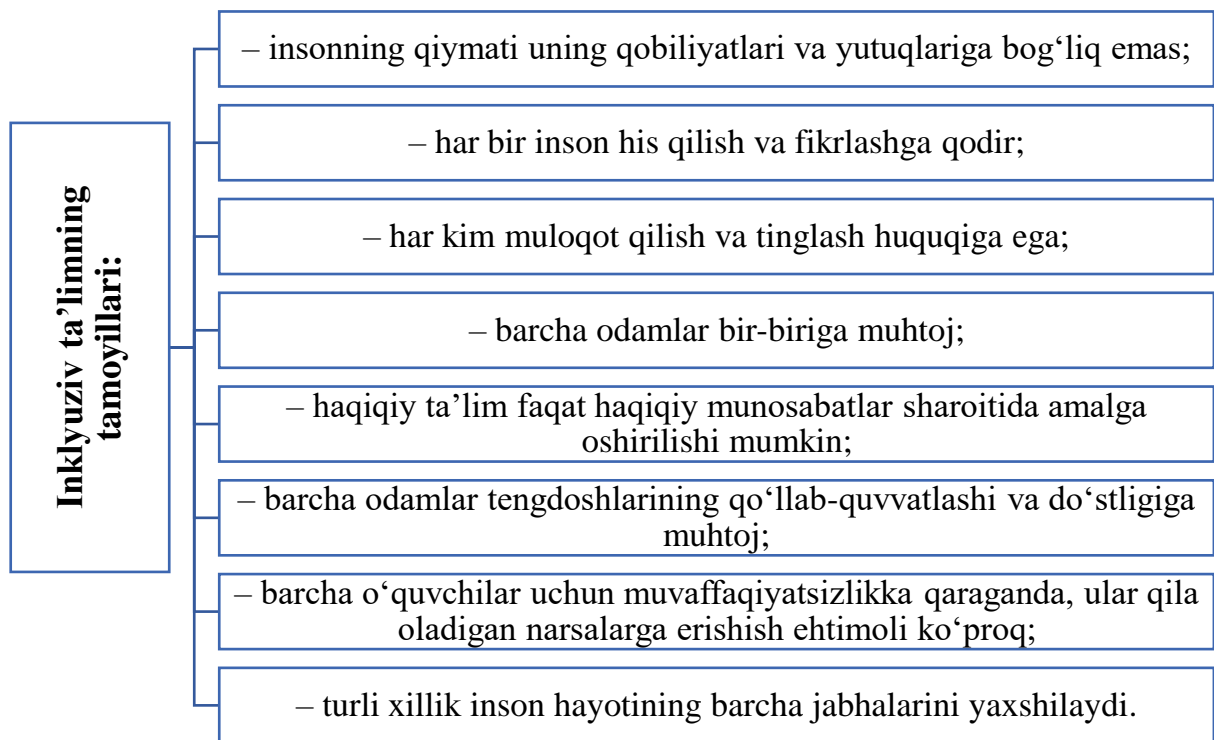 Inklyuziv ta’limning
tamoyillari:
– insonning qiymati uning qobiliyatlari va yutuqlariga bog‘liq emas;
– har bir inson his qilish va fikrlashga qodir;
– har kim muloqot qilish va tinglash huquqiga ega;
– barcha odamlar bir-biriga muhtoj;
– haqiqiy ta’lim faqat haqiqiy munosabatlar sharoitida amalga
oshirilishi mumkin;
– barcha odamlar tengdoshlarining qo‘llab-quvvatlashi va do‘stligiga
muhtoj;
– barcha o‘quvchilar uchun muvaffaqiyatsizlikka qaraganda, ular qila
oladigan narsalarga erishish ehtimoli ko‘proq;
– turli xillik inson hayotining barcha jabhalarini yaxshilaydi.